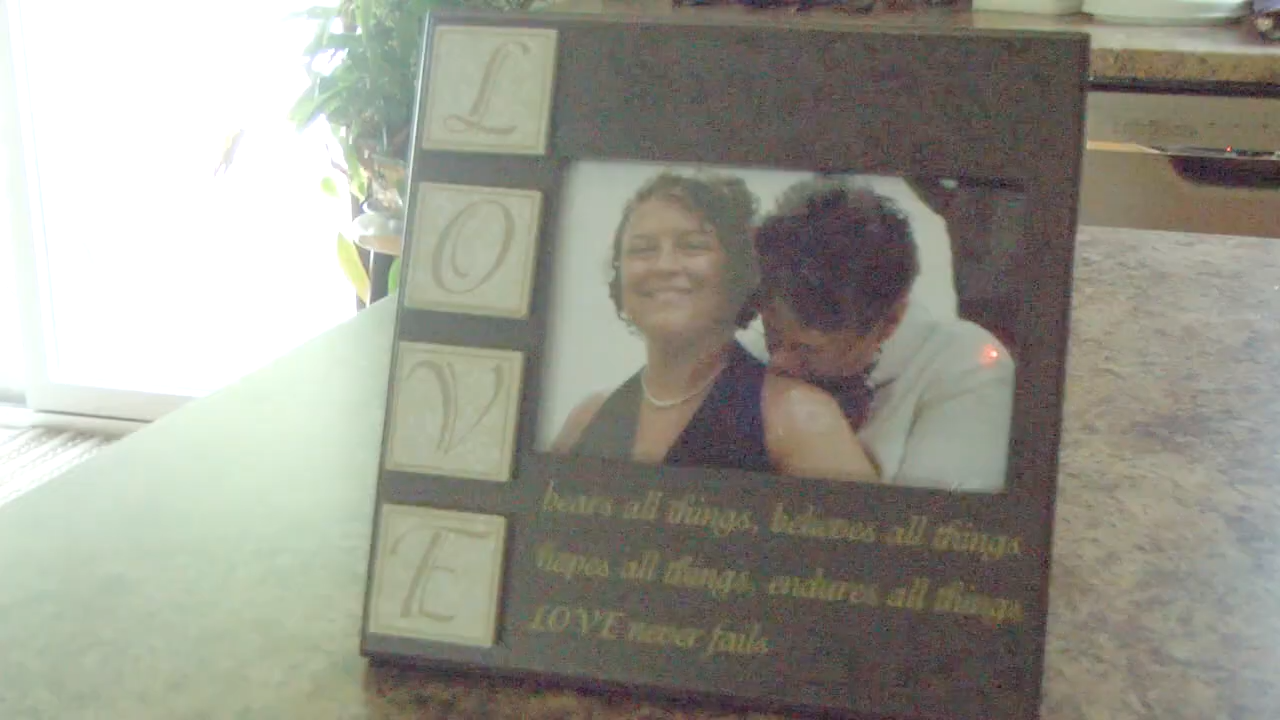 L
O
V
E
bears all things, believes all things
hopes all things, endures all things
LOVE never fails